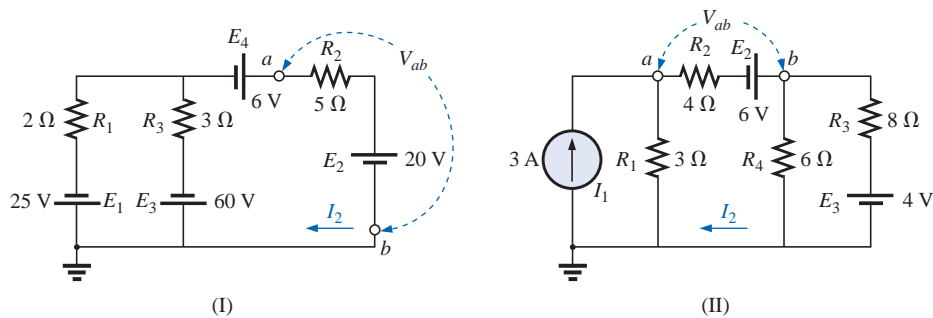 E4
a
R2
Vab
6 V
5 Ω
2 Ω R1 R3 3 Ω
E2 20 V
25 V E1 E3 60 V
I2
b
(I)
Vab
a R2 E2 b
4 Ω 6 V
R3 8 Ω
3 A R1 3 Ω R4 6 Ω
I1
E3 4 V
I2
(II)